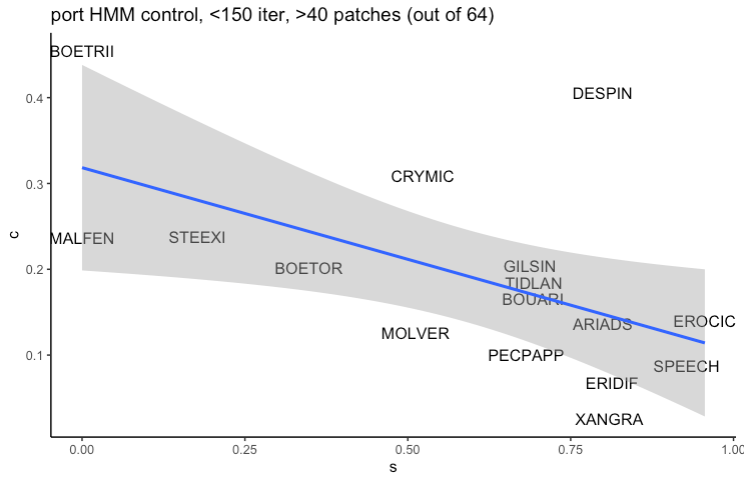 port HMM control, <150 iter, >40 patches (out of 64)
BOETRII
DESPIN
0.4
CRYMIC
0.3
c
MALFEN
STEEXI
BOETOR
GILSIN
0.2
TIDLAN
BOUARI
ARIADS
EROCIC
MOLVER
PECPAPP
0.1
SPEECH
ERIDIF
XANGRA
0.00
0.25
0.50
0.75
1.00
s